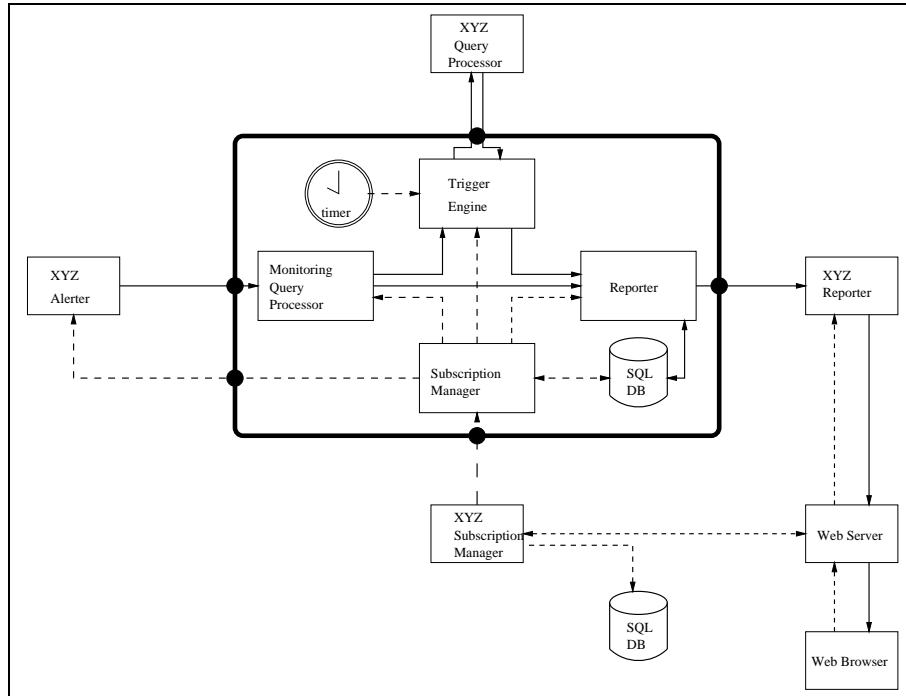 XYZ
Query
Processor
Trigger
Engine
timer
XYZ
Alerter
Monitoring
Query
Processor
Reporter
XYZ
Reporter
Subscription
Manager
SQL
DB
XYZ
Subscription
Manager
Web Server
SQL
DB
Web Browser